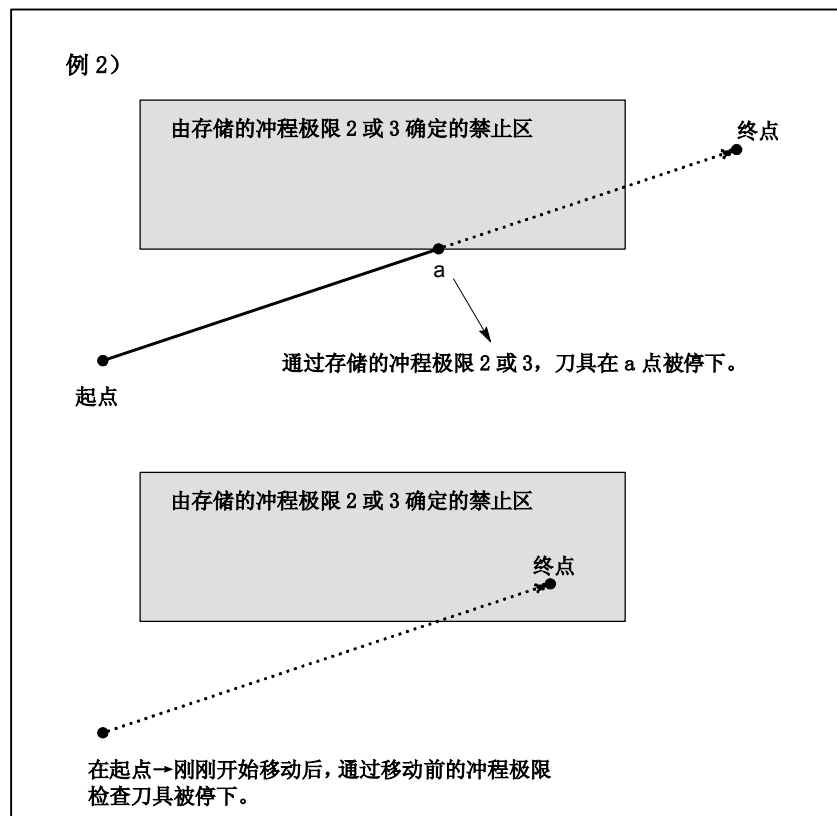 例 2）
由存储的冲程极限 2 或 3 确定的禁止区
终点
a
通过存储的冲程极限 2 或 3，刀具在 a 点被停下。
起点
由存储的冲程极限 2 或 3 确定的禁止区
终点
在起点→刚刚开始移动后，通过移动前的冲程极限
检查刀具被停下。